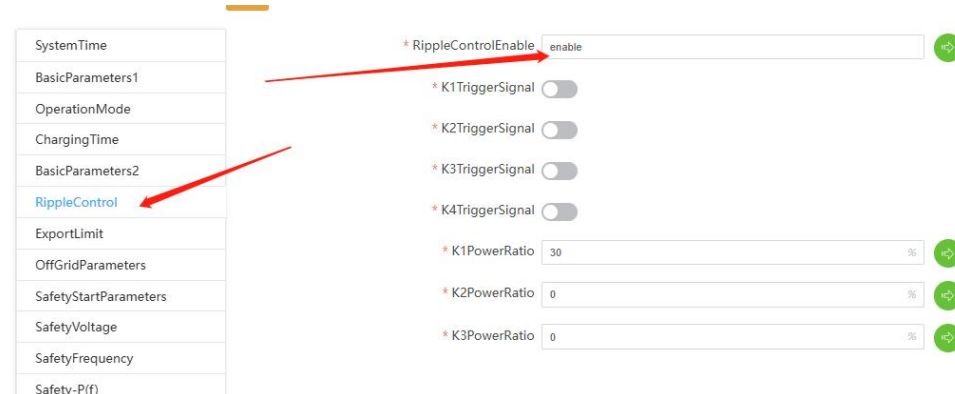 SystemTime
BasicParameters1
OperationMode
ChargingTime
BasicParameters2
RippleControl
ExportLimit
OffGridParameters
SafetyStartParameters
SafetyVoltage
SafetyFrequency
Safety-P(f)
* RippleControlEnable enable
* K1TriggerSignal
* K2TriggerSignal
* K3TriggerSignal
* K4TriggerSignal
* K1PowerRatio 30 %
* K2PowerRatio 0 %
* K3PowerRatio 0 %